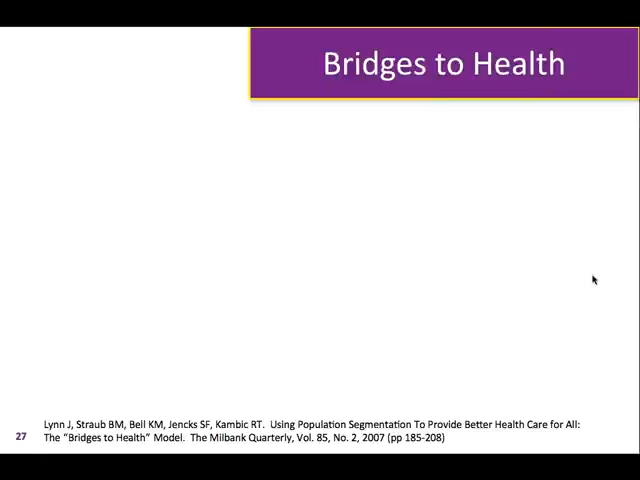 Bridges to Health
Lynn J, Straub BM, Bell KM, Jencks SF, Kambic RT.  Using Population Segmentation To Provide Better Health Care for All:
27 The “Bridges to Health” Model.  The Milbank Quarterly, Vol. 85, No. 2, 2007 (pp 185-208)